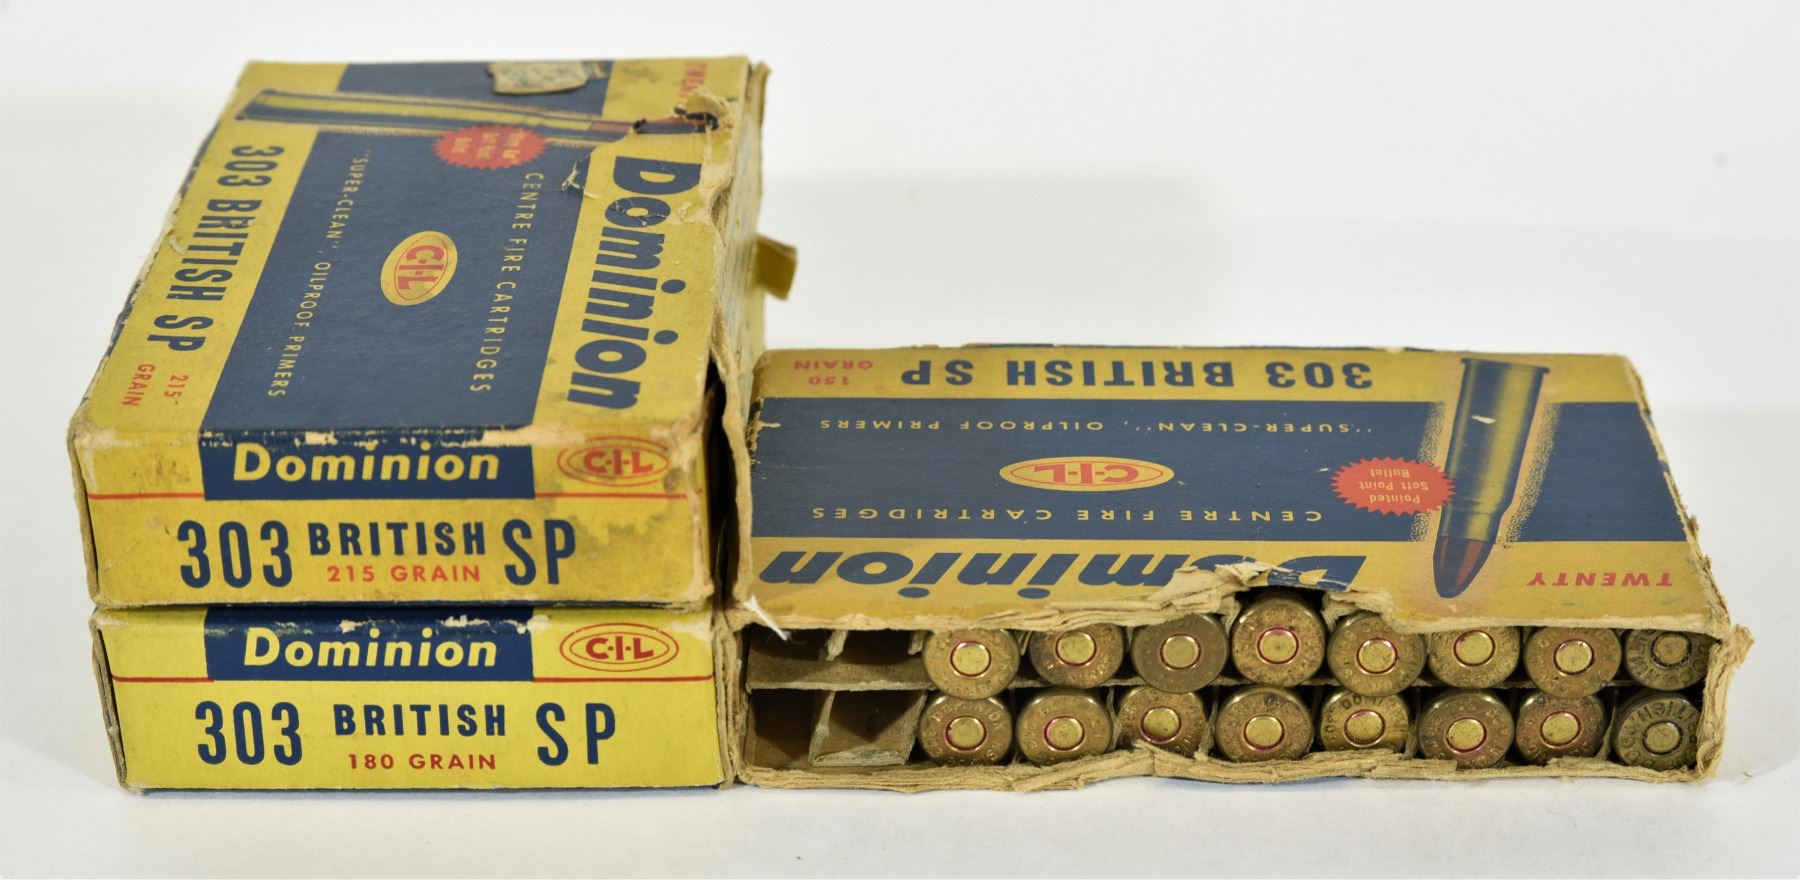 TWEN
303 BRITISH SP
215
GRAIN
"SUPER-CLEAN", OILPROOF PRIMERS
C-I-L
CENTRE FIRE CARTRIDGES
Dominion
Dominion
C-I-L
303 BRITISH SP
215 GRAIN
Dominion
C-I-L
303 BRITISH SP
180 GRAIN
303 BRITISH SP
150
GRAIN
"SUPER-CLEAN", OILPROOF PRIMERS
C-I-L
Pointed
Soft Point
Bullet
CENTRE FIRE CARTRIDGES
Dominion
TWENTY